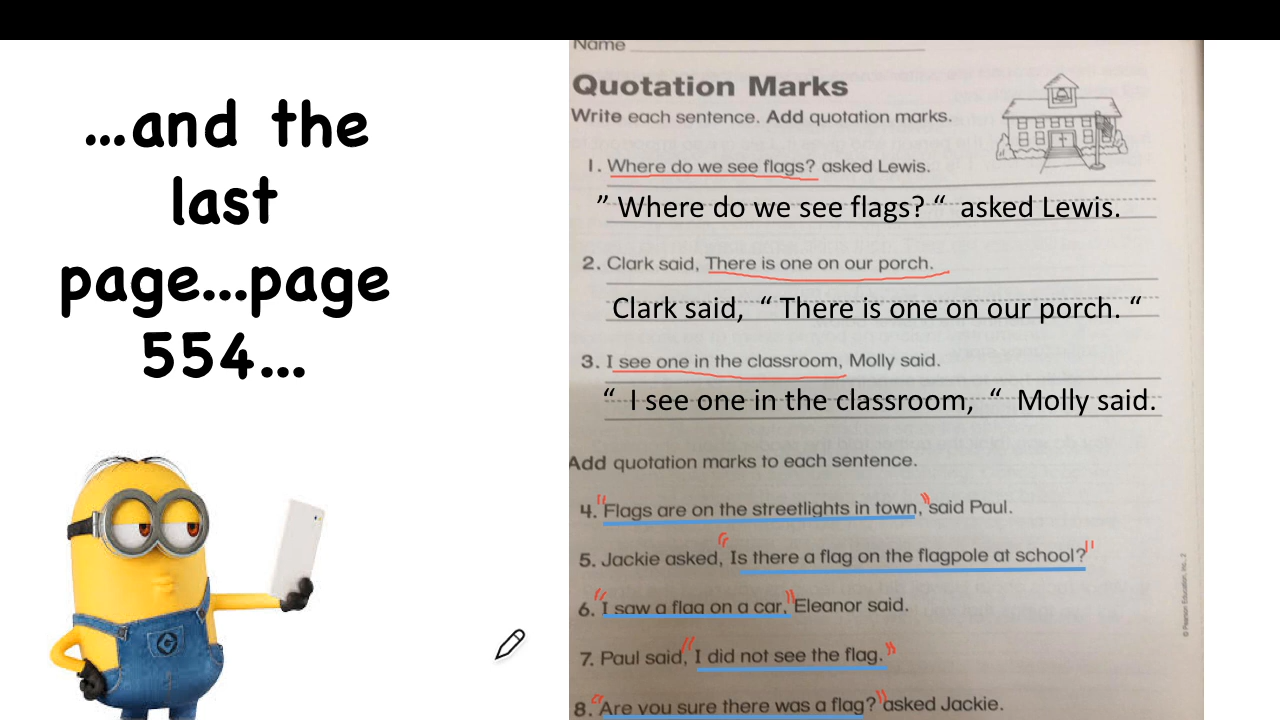 ...and the
last
page...page
554...
Name
Quotation Marks
Write each sentence. Add quotation marks.
1. Where do we see flags? asked Lewis.
” Where do we see flags? “ asked Lewis.
2. Clark said, There is one on our porch.
Clark said, “ There is one on our porch. “
3. I see one in the classroom, Molly said.
“ I see one in the classroom, “ Molly said.
Add quotation marks to each sentence.
4. "Flags are on the streetlights in town," said Paul.
5. Jackie asked, "Is there a flag on the flagpole at school?"
6. "I saw a flag on a car," Eleanor said.
7. Paul said, "I did not see the flag."
8. "Are you sure there was a flag?" asked Jackie.
© Pearson Education, Inc., 2